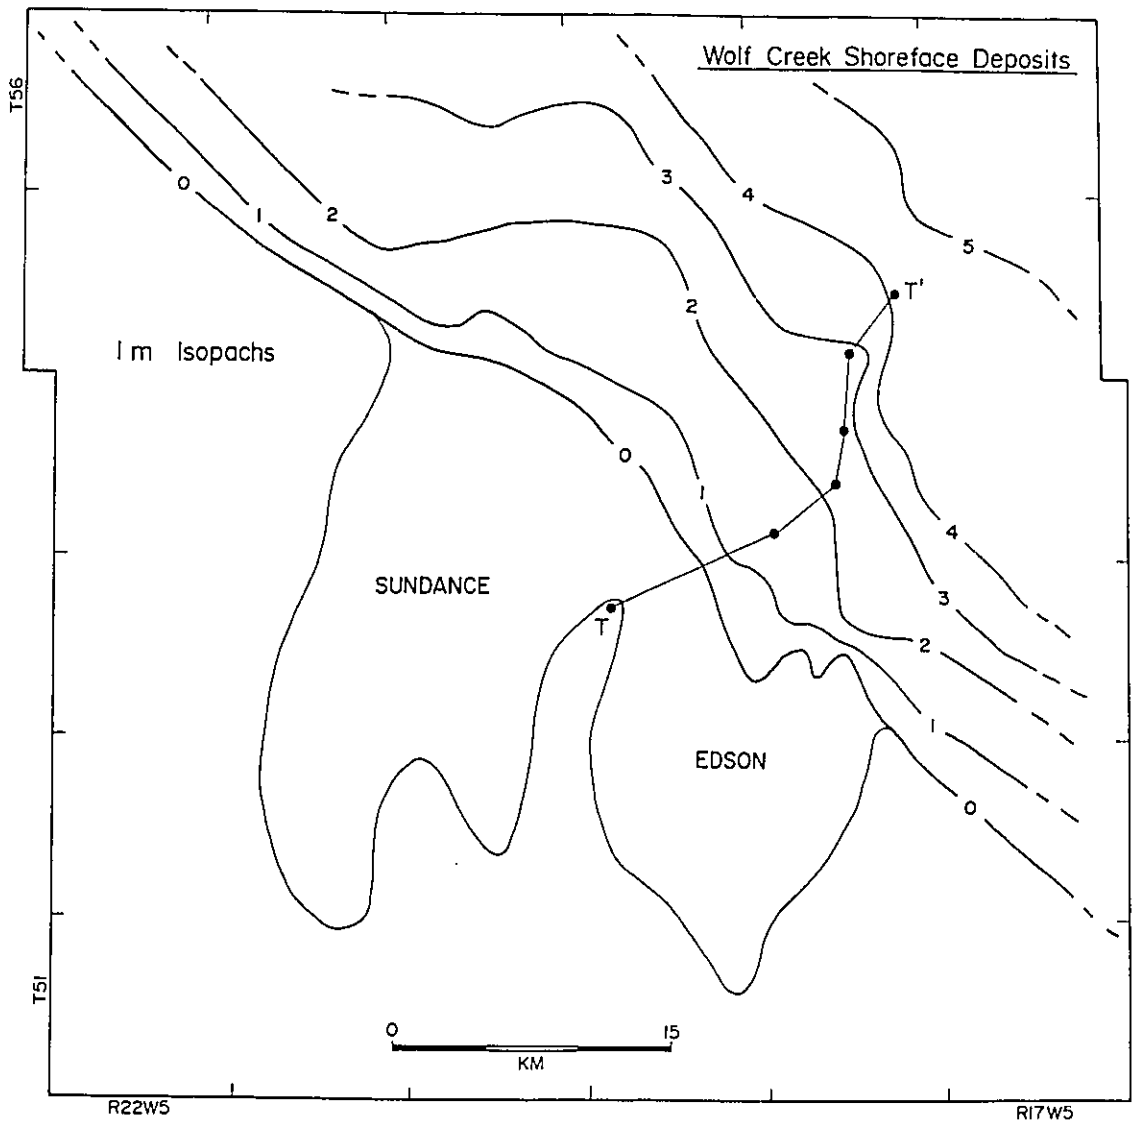 Wolf Creek Shoreface Deposits
T56
0
1
2
3
4
5
T'
1 m Isopachs
2
0
1
4
SUNDANCE
3
T
2
1
EDSON
0
T51
0 15
KM
R22W5 R17W5